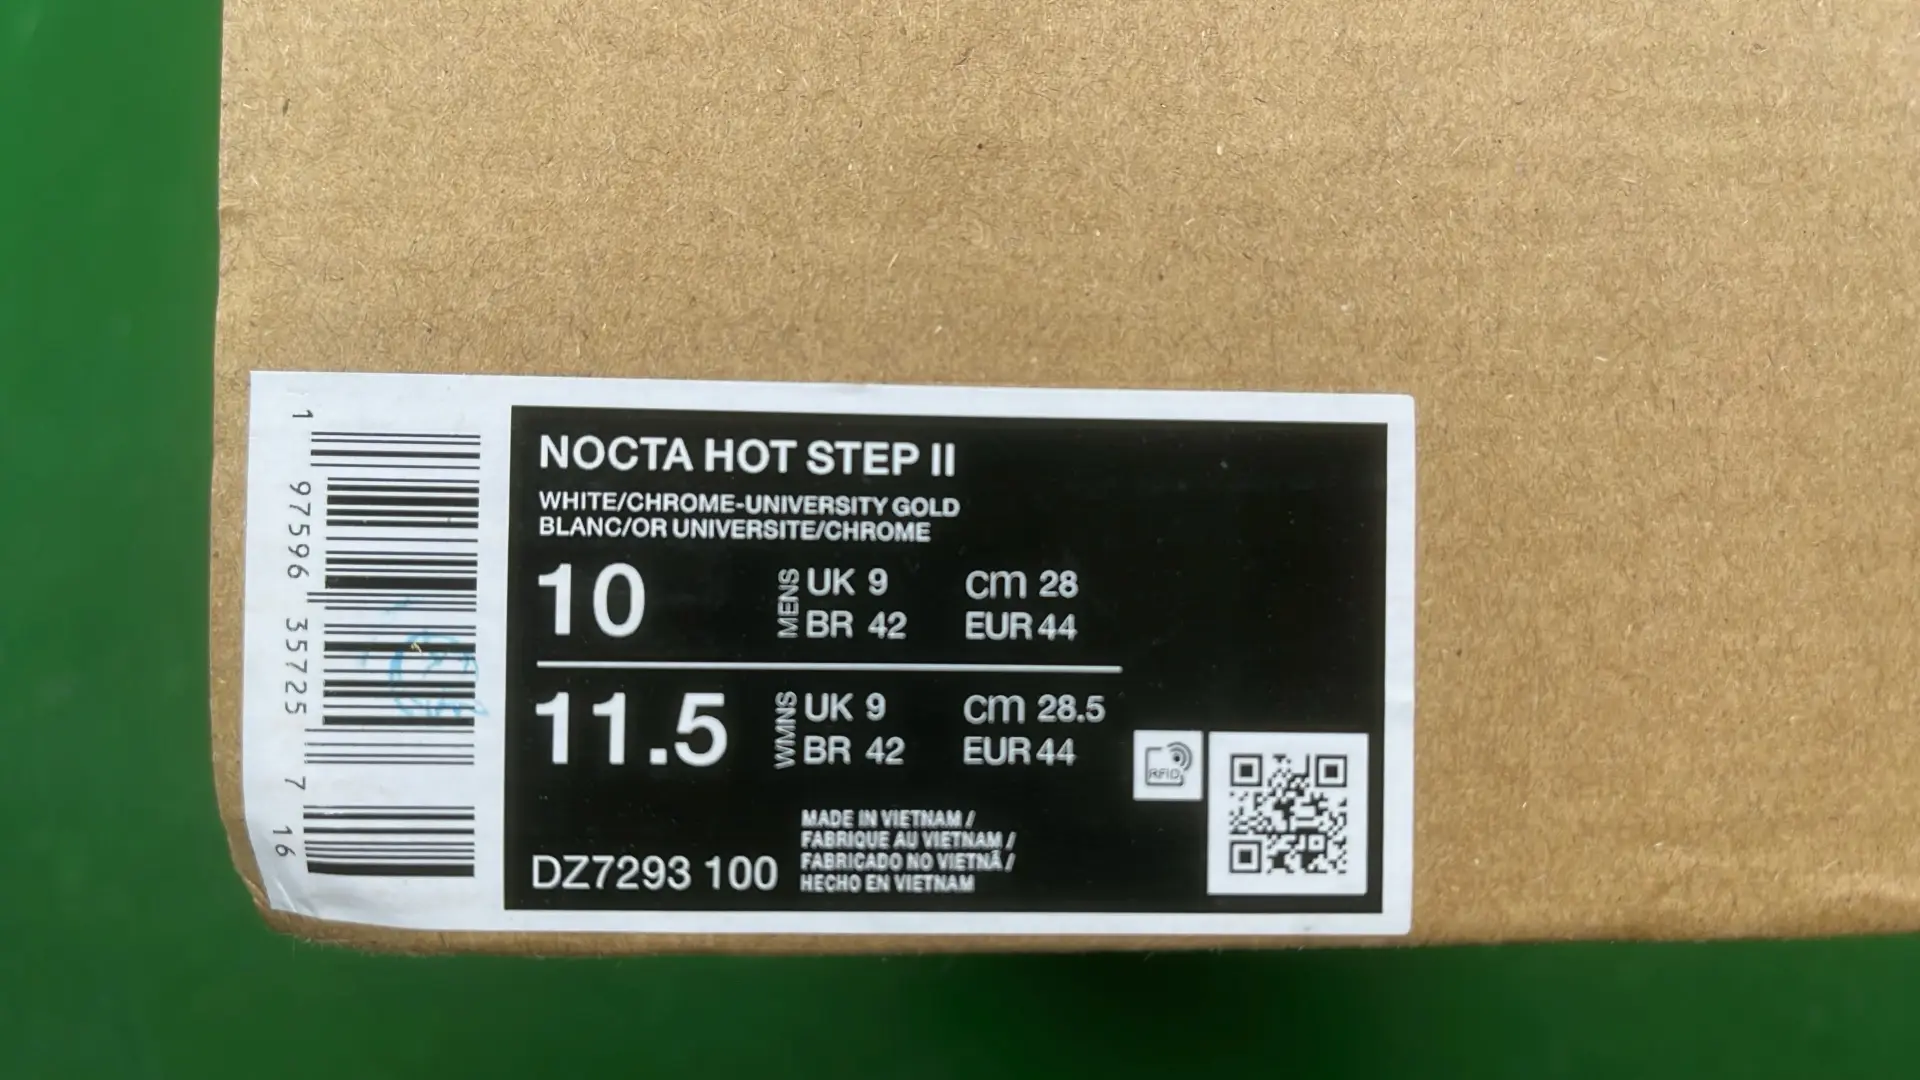 1 97596 35725 7 16
NOCTA HOT STEP II
WHITE/CHROME-UNIVERSITY GOLD
BLANC/OR UNIVERSITE/CHROME
10 MENS UK 9 cm 28
BR 42 EUR 44
11.5 WMNS UK 9 cm 28.5
BR 42 EUR 44
RFID
DZ7293 100
MADE IN VIETNAM /
FABRIQUE AU VIETNAM /
FABRICADO NO VIETNÃ /
HECHO EN VIETNAM